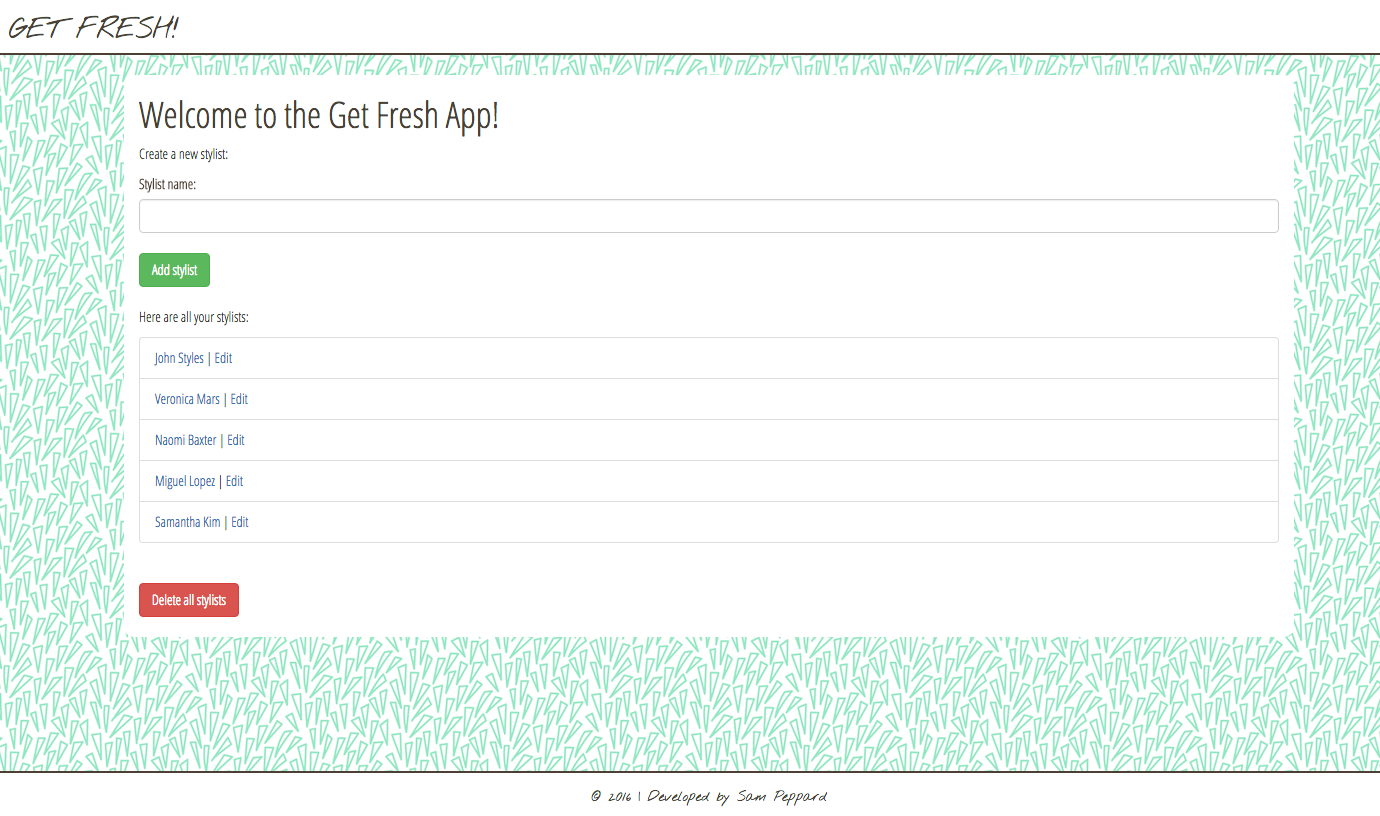 GET FRESH!
Welcome to the Get Fresh App!
Create a new stylist:
Stylist name:
Add stylist
Here are all your stylists:
John Styles | Edit
Veronica Mars | Edit
Naomi Baxter | Edit
Miguel Lopez | Edit
Samantha Kim | Edit
Delete all stylists
© 2016 | Developed by Sam Peppard